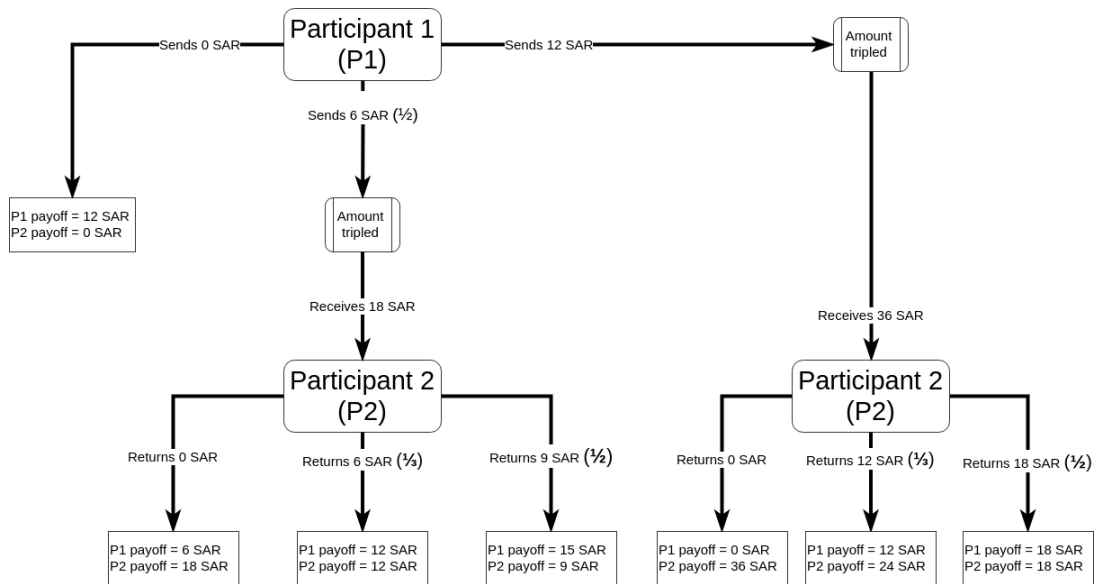 Participant 1
(P1)
Sends 0 SAR
Sends 12 SAR
Amount
tripled
Sends 6 SAR (½)
P1 payoff = 12 SAR
P2 payoff = 0 SAR
Amount
tripled
Receives 18 SAR
Receives 36 SAR
Participant 2
(P2)
Participant 2
(P2)
Returns 0 SAR
Returns 6 SAR (⅓)
Returns 9 SAR (½)
Returns 0 SAR
Returns 12 SAR (⅓)
Returns 18 SAR (½)
P1 payoff = 6 SAR
P2 payoff = 18 SAR
P1 payoff = 12 SAR
P2 payoff = 12 SAR
P1 payoff = 15 SAR
P2 payoff = 9 SAR
P1 payoff = 0 SAR
P2 payoff = 36 SAR
P1 payoff = 12 SAR
P2 payoff = 24 SAR
P1 payoff = 18 SAR
P2 payoff = 18 SAR